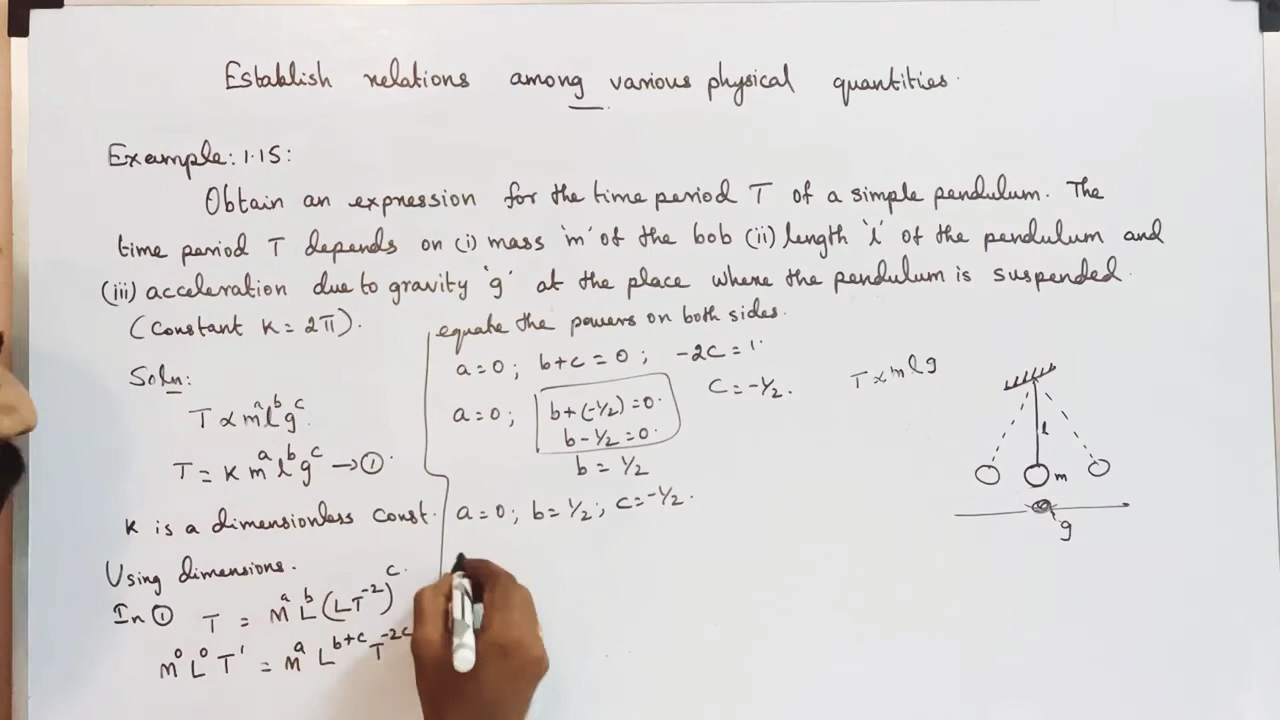 Establish relations among various physical quantities.
Example: 1.15:
Obtain an expression for the time period T of a simple pendulum. The
time period T depends on (i) mass 'm' of the bob (ii) length 'l' of the pendulum and
(iii) acceleration due to gravity 'g' at the place where the pendulum is suspended.
(Constant K = 2π).
Soln:
T ∝ m^a l^b g^c.
T = K m^a l^b g^c → ①.
K is a dimensionless Const.
Using dimensions.
In ① T = M^a L^b (LT^-2)^c.
M^0 L^0 T^1 = M^a L^b+c T^-2c
equate the powers on both sides.
a = 0; b+c = 0; -2c = 1.
C = -1/2.
a = 0; b+(-1/2) = 0.
b - 1/2 = 0.
b = 1/2
a = 0; b = 1/2; c = -1/2.
T ∝ m l g
l
m
g